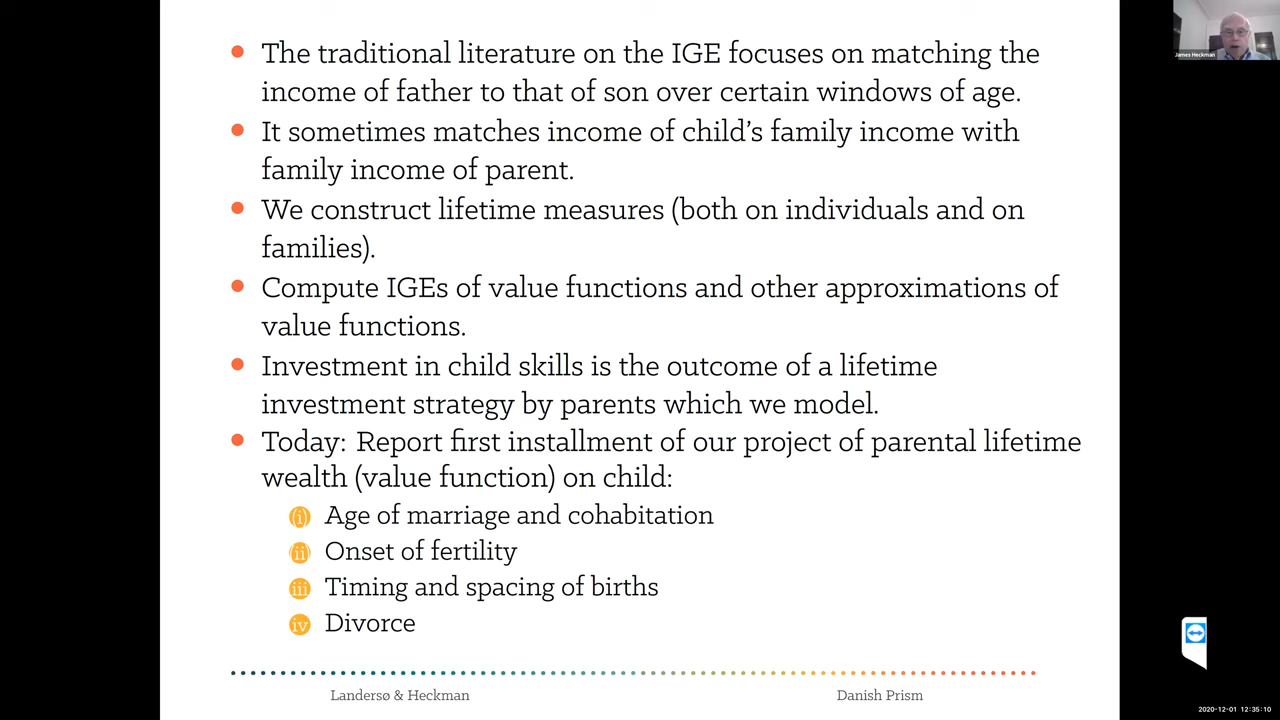 The traditional literature on the IGE focuses on matching the
income of father to that of son over certain windows of age.
It sometimes matches income of child's family income with
family income of parent.
We construct lifetime measures (both on individuals and on
families).
Compute IGEs of value functions and other approximations of
value functions.
Investment in child skills is the outcome of a lifetime
investment strategy by parents which we model.
Today: Report first installment of our project of parental lifetime
wealth (value function) on child:
(i) Age of marriage and cohabitation
(ii) Onset of fertility
iii Timing and spacing of births
iv Divorce
Landersø & Heckman
Danish Prism
James Heckman
2020-12-01 12:35:10